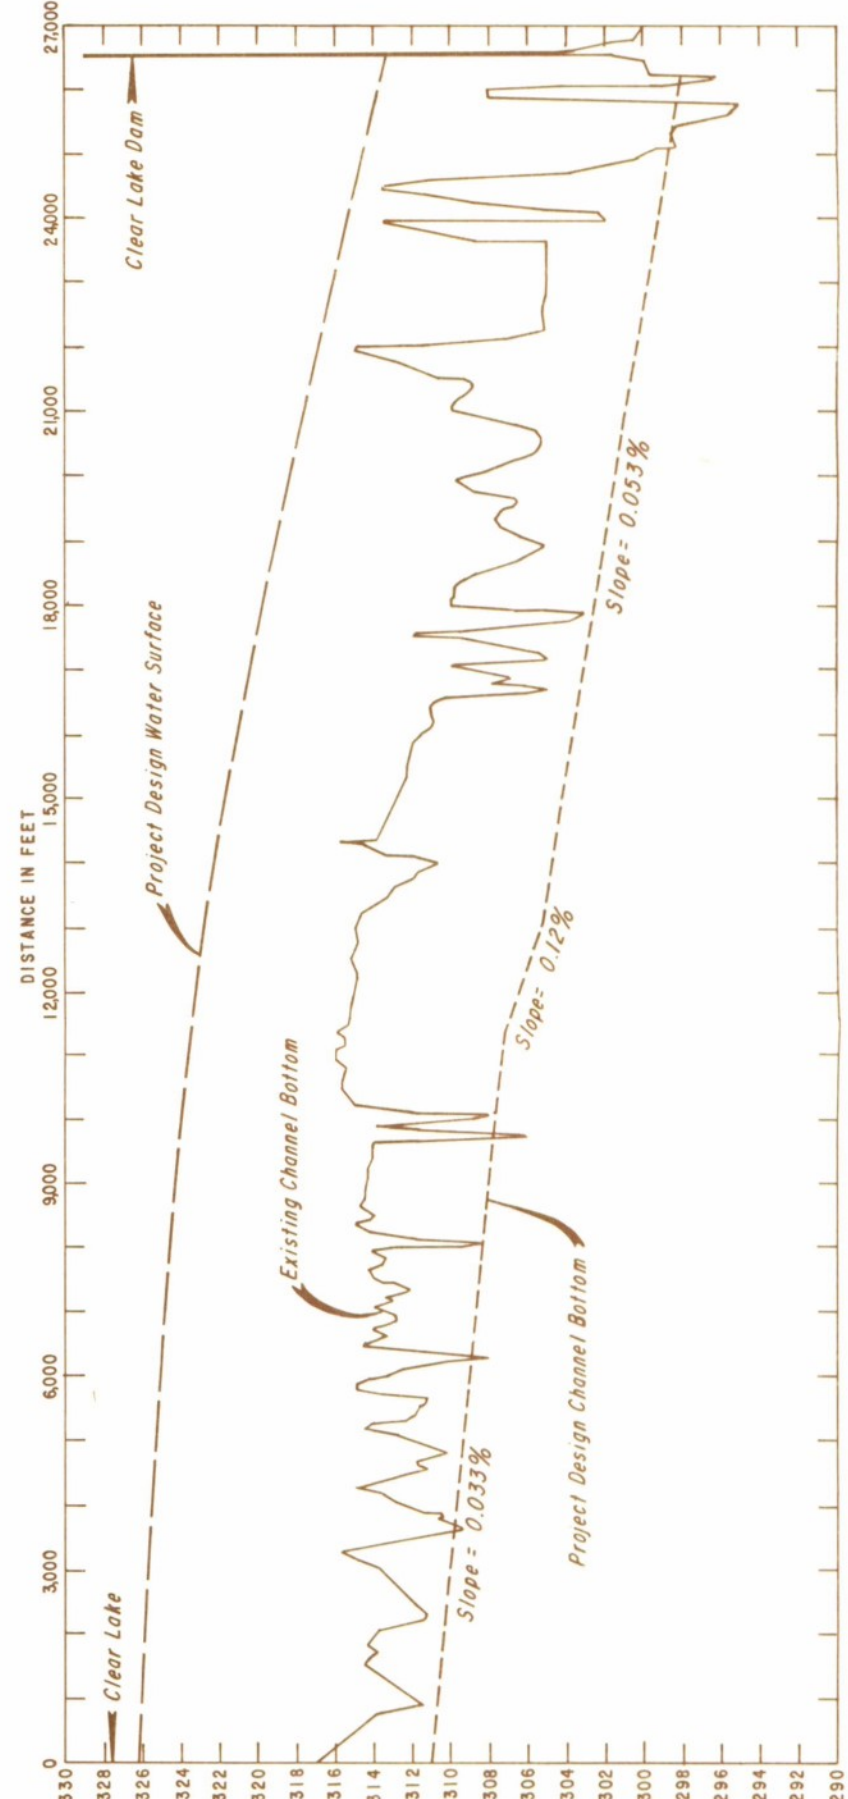 DISTANCE IN FEET
0 3,000 6,000 9,000 12,000 15,000 18,000 21,000 24,000 27,000
Clear Lake
Clear Lake Dam
Project Design Water Surface
Existing Channel Bottom
Slope = 0.033%
Slope= 0.12%
Slope= 0.053%
Project Design Channel Bottom
330
328
326
324
322
320
318
316
314
312
310
308
306
304
302
300
298
296
294
292
290